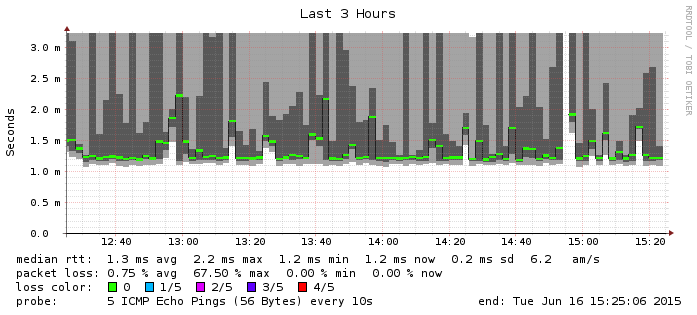 Last 3 Hours
RRDTOOL / TOBI OETIKER
Seconds
3.0 m
2.5 m
2.0 m
1.5 m
1.0 m
0.5 m
0.0
12:40 13:00 13:20 13:40 14:00 14:20 14:40 15:00 15:20
median rtt: 1.3 ms avg 2.2 ms max 1.2 ms min 1.2 ms now 0.2 ms sd 6.2 am/s
packet loss: 0.75 % avg 67.50 % max 0.00 % min 0.00 % now
loss color: 0 1/5 2/5 3/5 4/5
probe: 5 ICMP Echo Pings (56 Bytes) every 10s end: Tue Jun 16 15:25:06 2015